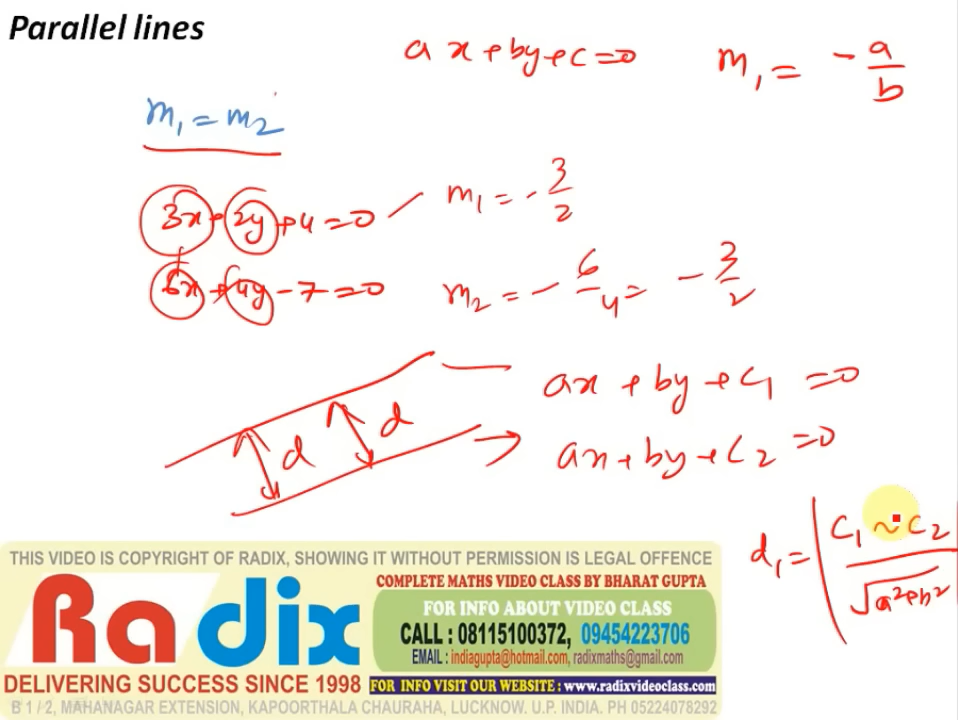 Parallel lines
ax+by+c=0 m₁ = -a/b
m₁ = m₂
3x+2y+4=0 m₁ = -3/2
6x+4y-7=0 m₂ = -6/4 = -3/2
ax+by+c₁=0
d d
ax+by+c₂=0
d₁ = |c₁~c₂/√a²+b²|
THIS VIDEO IS COPYRIGHT OF RADIX, SHOWING IT WITHOUT PERMISSION IS LEGAL OFFENCE
Radix
COMPLETE MATHS VIDEO CLASS BY BHARAT GUPTA
FOR INFO ABOUT VIDEO CLASS
CALL : 08115100372, 09454223706
EMAIL : indiagupta@hotmail.com, radixmaths@gmail.com
DELIVERING SUCCESS SINCE 1998
FOR INFO VISIT OUR WEBSITE : www.radixvideoclass.com
B 1 / 2, MAHANAGAR EXTENSION, KAPOORTHALA CHAURAHA, LUCKNOW. U.P. INDIA. PH 05224078292